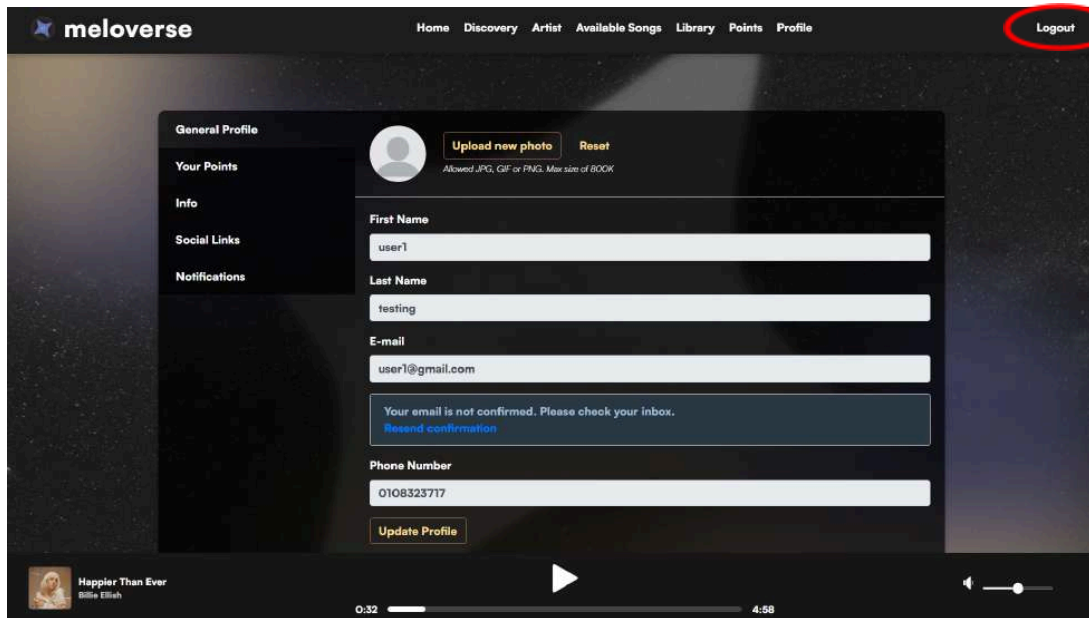 meloverse
Home Discovery Artist Available Songs Library Points Profile
Logout
General Profile
Your Points
Info
Social Links
Notifications
Upload new photo Reset
Allowed JPG, GIF or PNG. Max size of 800K
First Name
user1
Last Name
testing
E-mail
user1@gmail.com
Your email is not confirmed. Please check your inbox.
Resend confirmation
Phone Number
0108323717
Update Profile
Happier Than Ever
Billie Eilish
0:32 4:58